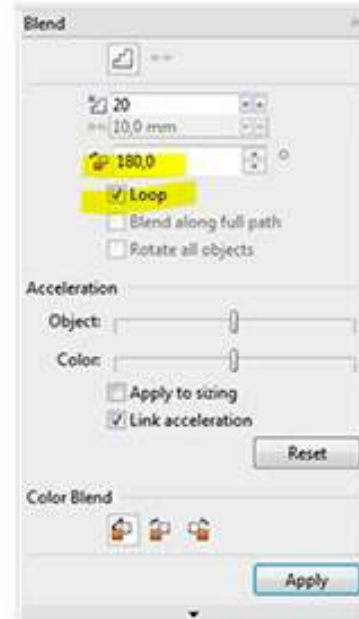 Blend
20
10,0 mm
180,0 °
Loop
Blend along full path
Rotate all objects
Acceleration
Object:
Color:
Apply to sizing
Link acceleration
Reset
Color Blend
Apply